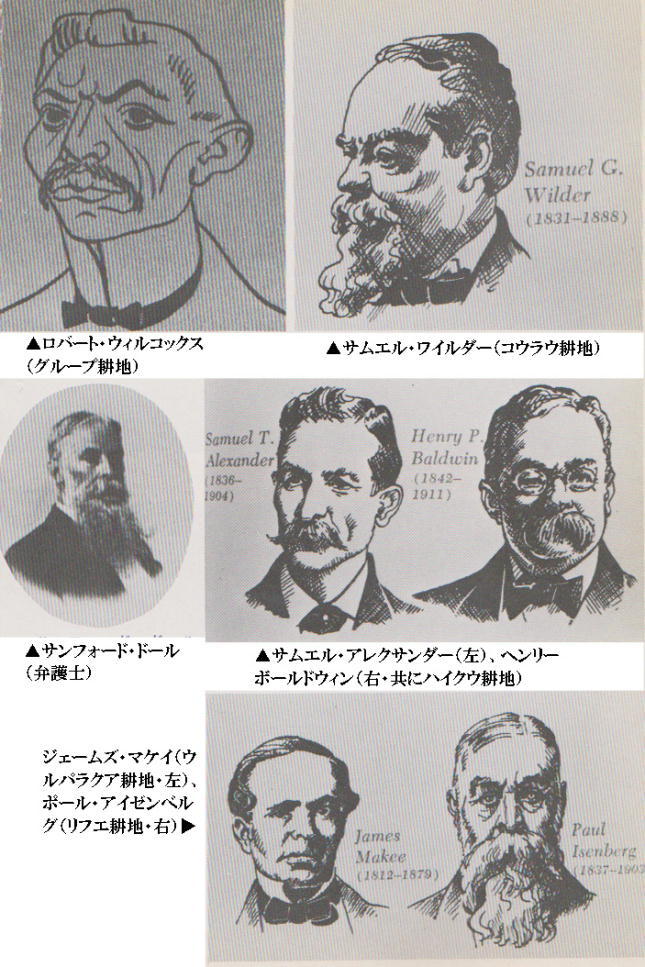 Samuel G.
Wilder
(1831–1888)
▲ロバート・ウィルコックス
(グループ耕地)
▲サムエル・ワイルダー(コウラウ耕地)
Samuel T.
Alexander
(1836–
1904)
Henry P.
Baldwin
(1842–
1911)
▲サンフォード・ドール
(弁護士)
▲サムエル・アレクサンダー(左)、ヘンリー
ボールドウィン(右・共にハイクウ耕地)
ジェームズ・マケイ(ウ
ルパラクア耕地・左)、
ポール・アイゼンベル
グ(リフエ耕地・右)▶
James
Makee
(1812–1879)
Paul
Isenberg
(1837–1903